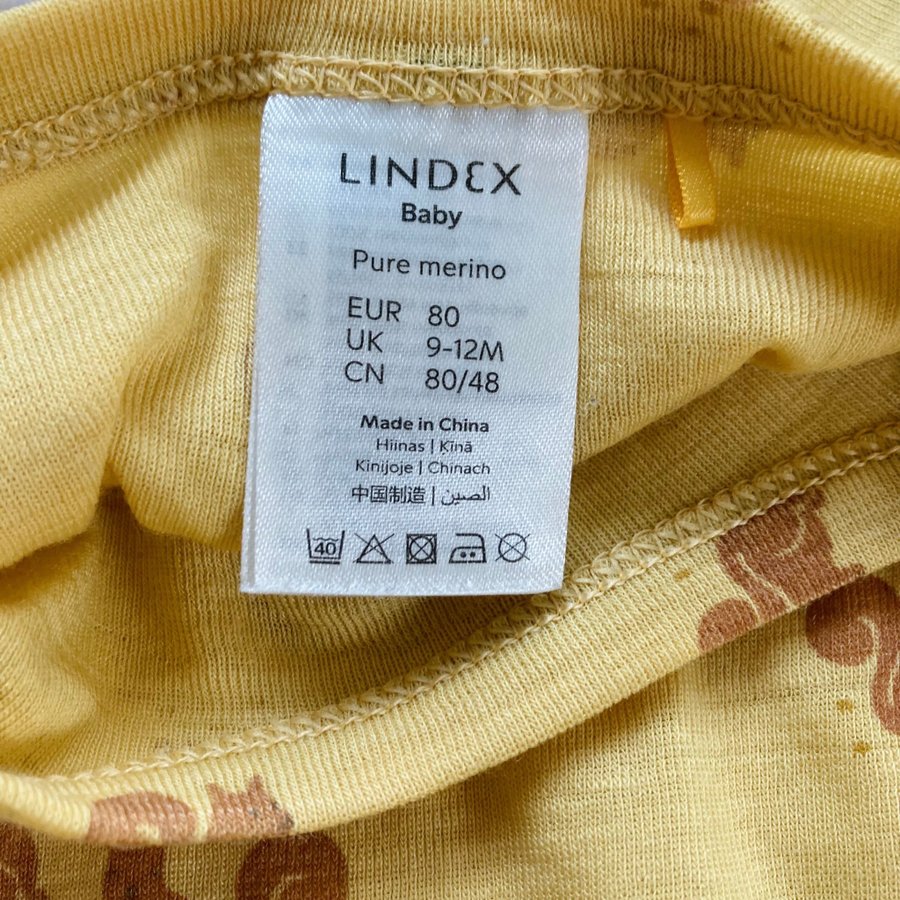 LINDEX
Baby
Pure merino
EUR 80
UK 9-12M
CN 80/48
Made in China
Hiinas | Ķīnā
Kinijoje | Chinach
中国制造 | الصين
40